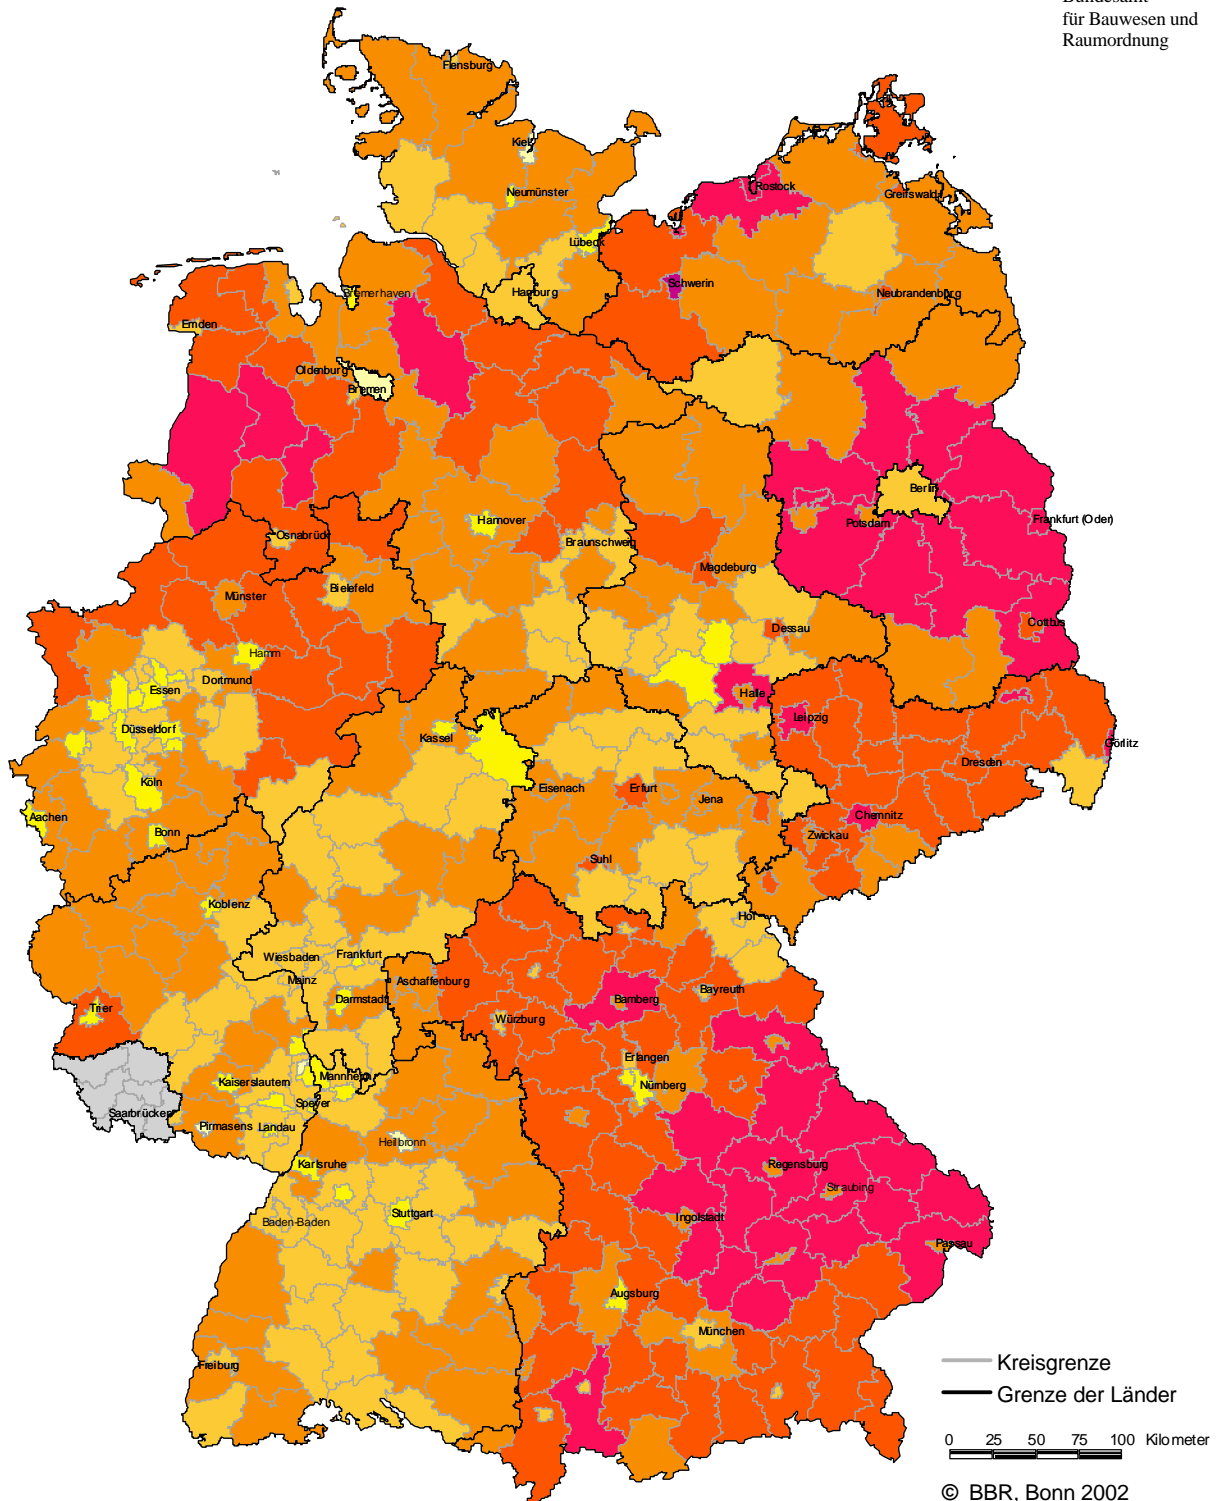 Bundesamt
für Bauwesen und
Raumordnung
Flensburg
Kiel
Neumünster
Rostock
Greifswald
Lübeck
Schwerin
Hamburg
Bremerhaven
Neubrandenburg
Emden
Oldenburg
Bremen
Berlin
Hannover
Potsdam
Frankfurt (Oder)
Osnabrück
Braunschweig
Magdeburg
Bielefeld
Münster
Cottbus
Dessau
Hamm
Dortmund
Essen
Halle
Leipzig
Düsseldorf
Kassel
Görlitz
Dresden
Köln
Eisenach
Erfurt
Jena
Aachen
Chemnitz
Bonn
Zwickau
Suhl
Koblenz
Hof
Wiesbaden
Frankfurt
Mainz
Aschaffenburg
Bayreuth
Darmstadt
Bamberg
Trier
Würzburg
Erlangen
Mannheim
Kaiserslautern
Nürnberg
Speyer
Saarbrücken
Pirmasens
Landau
Heilbronn
Karlsruhe
Regensburg
Straubing
Stuttgart
Ingolstadt
Baden-Baden
Passau
Augsburg
München
Freiburg
Kreisgrenze
Grenze der Länder
0 25 50 75 100 Kilometer
© BBR, Bonn 2002